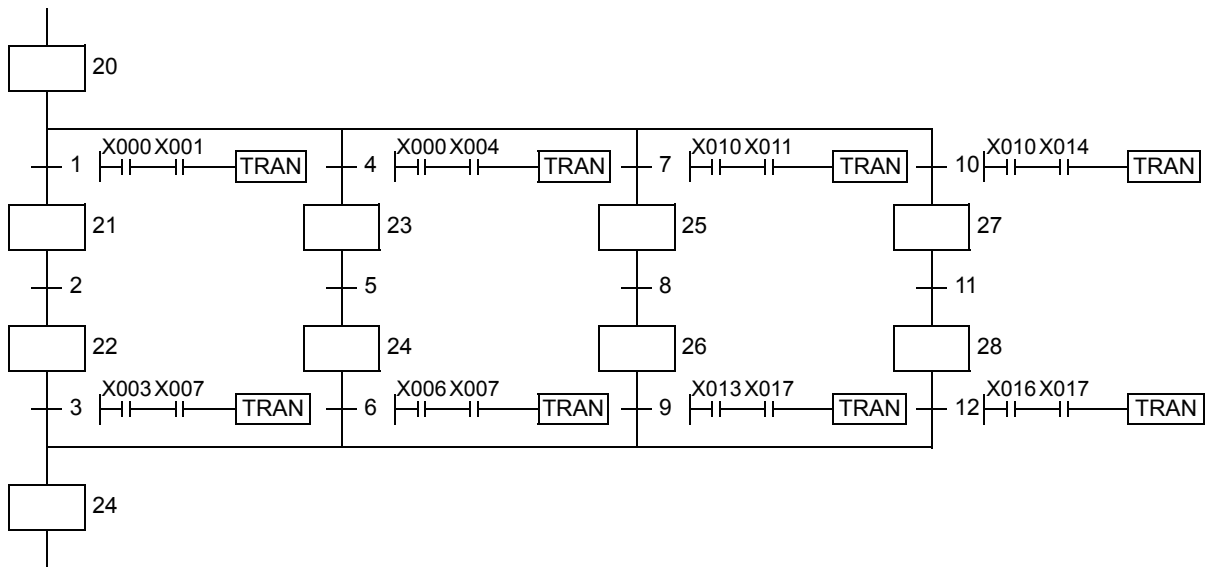 20
1 X000 X001 TRAN 4 X000 X004 TRAN 7 X010 X011 TRAN 10 X010 X014 TRAN
21 23 25 27
2 5 8 11
22 24 26 28
3 X003 X007 TRAN 6 X006 X007 TRAN 9 X013 X017 TRAN 12 X016 X017 TRAN
24